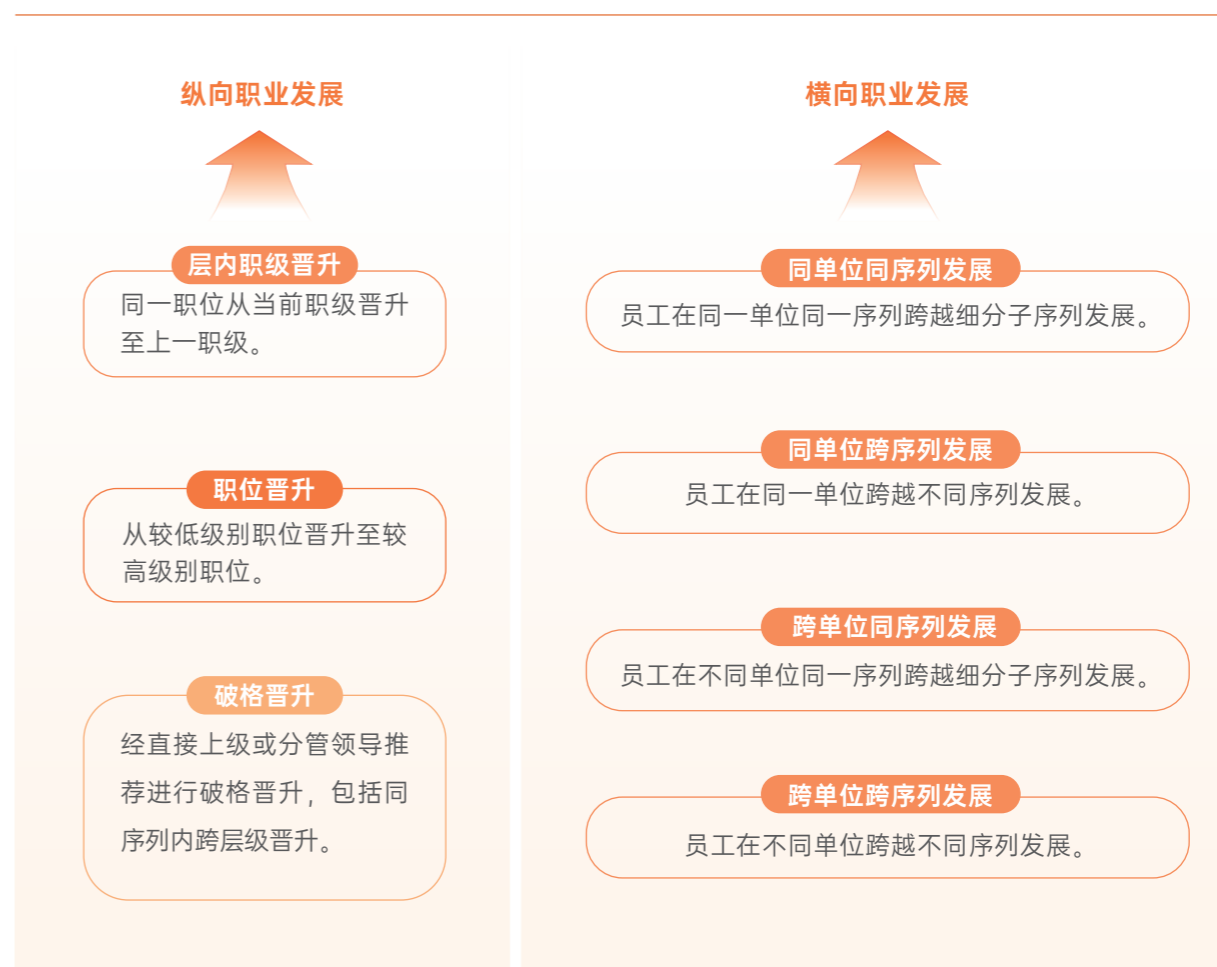 纵向职业发展
层内职级晋升
同一职位从当前职级晋升
至上一职级。
职位晋升
从较低级别职位晋升至较
高级别职位。
破格晋升
经直接上级或分管领导推
荐进行破格晋升，包括同
序列内跨层级晋升。
横向职业发展
同单位同序列发展
员工在同一单位同一序列跨越细分子序列发展。
同单位跨序列发展
员工在同一单位跨越不同序列发展。
跨单位同序列发展
员工在不同单位同一序列跨越细分子序列发展。
跨单位跨序列发展
员工在不同单位跨越不同序列发展。